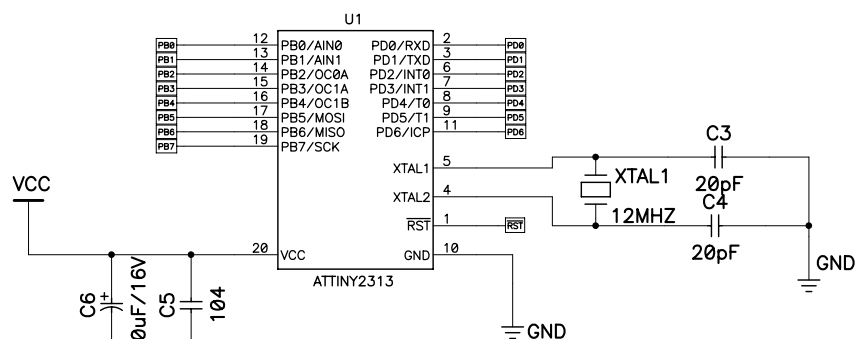 U1
PB0 12 PB0/AIN0 PD0/RXD 2 PD0
PB1 13 PB1/AIN1 PD1/TXD 3 PD1
PB2 14 PB2/OC0A PD2/INT0 6 PD2
PB3 15 PB3/OC1A PD3/INT1 7 PD3
PB4 16 PB4/OC1B PD4/T0 8 PD4
PB5 17 PB5/MOSI PD5/T1 9 PD5
PB6 18 PB6/MISO PD6/ICP 11 PD6
PB7 19 PB7/SCK
C3
XTAL1 5
XTAL1
20pF
VCC
XTAL2 4
C4
12MHZ
RST 1 RST
20pF
20 VCC GND 10
GND
ATTINY2313
C6
+
0uF/16V
C5
104
GND